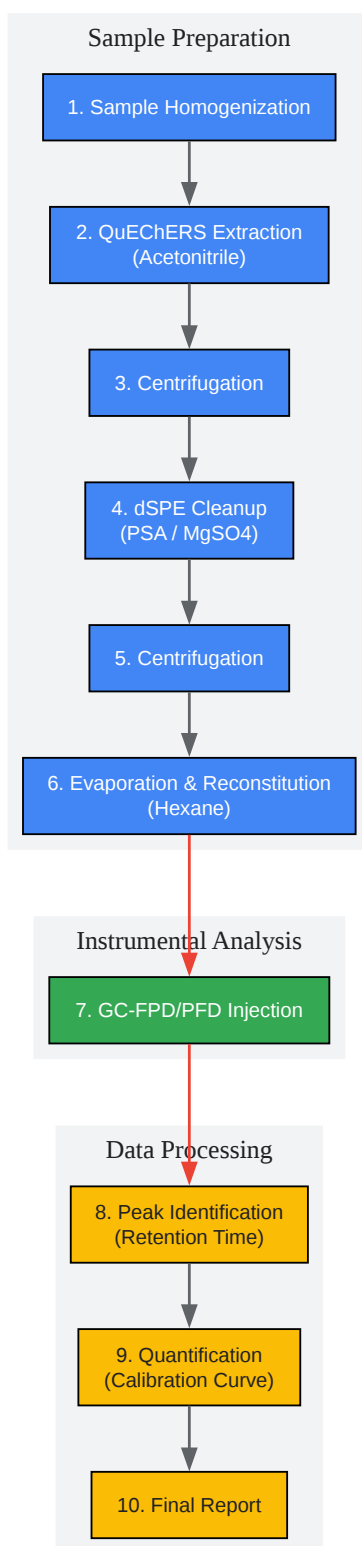 Sample Preparation
1. Sample Homogenization
2. QuEChERS Extraction
(Acetonitrile)
3. Centrifugation
4. dSPE Cleanup
(PSA / MgSO4)
5. Centrifugation
6. Evaporation & Reconstitution
(Hexane)
Instrumental Analysis
7. GC-FPD/PFD Injection
Data Processing
8. Peak Identification
(Retention Time)
9. Quantification
(Calibration Curve)
10. Final Report